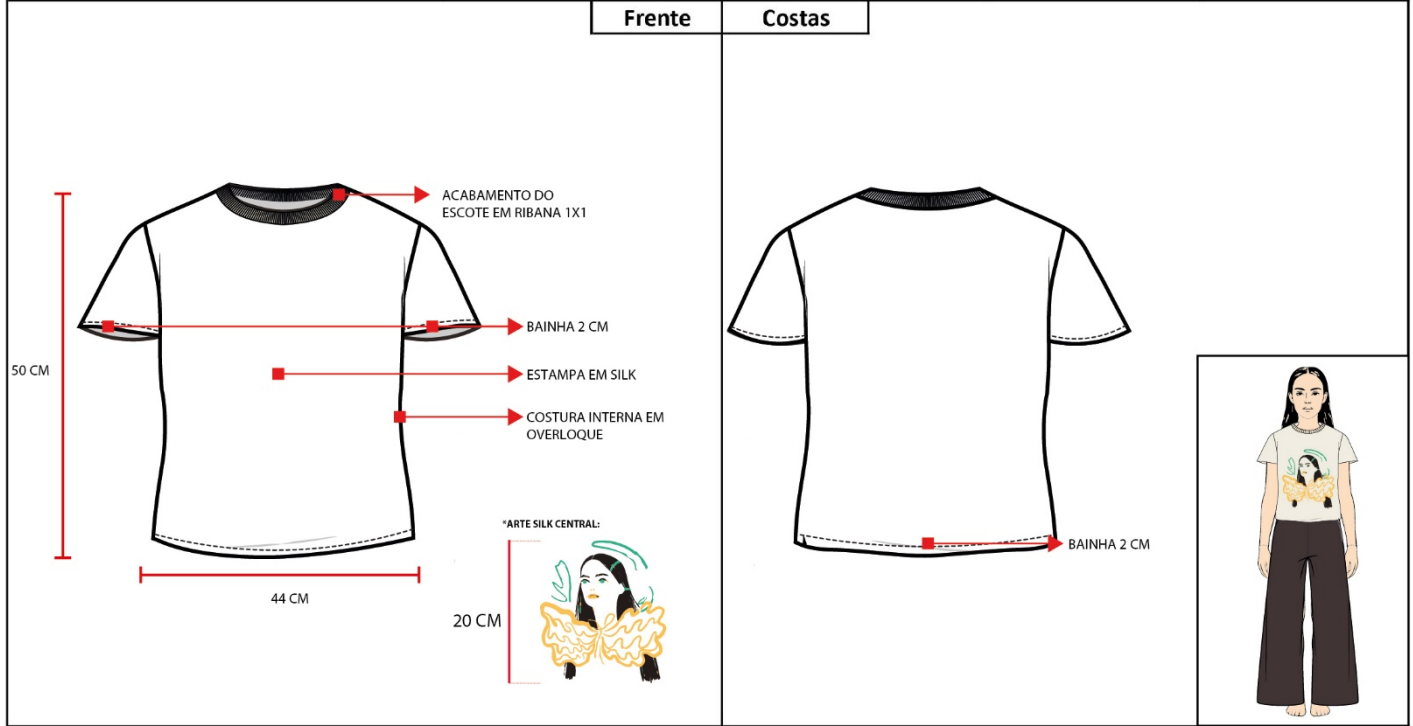 Frente
Costas
ACABAMENTO DO
ESCOTE EM RIBANA 1X1
BAINHA 2 CM
50 CM
ESTAMPA EM SILK
COSTURA INTERNA EM
OVERLOQUE
*ARTE SILK CENTRAL:
44 CM
20 CM
BAINHA 2 CM